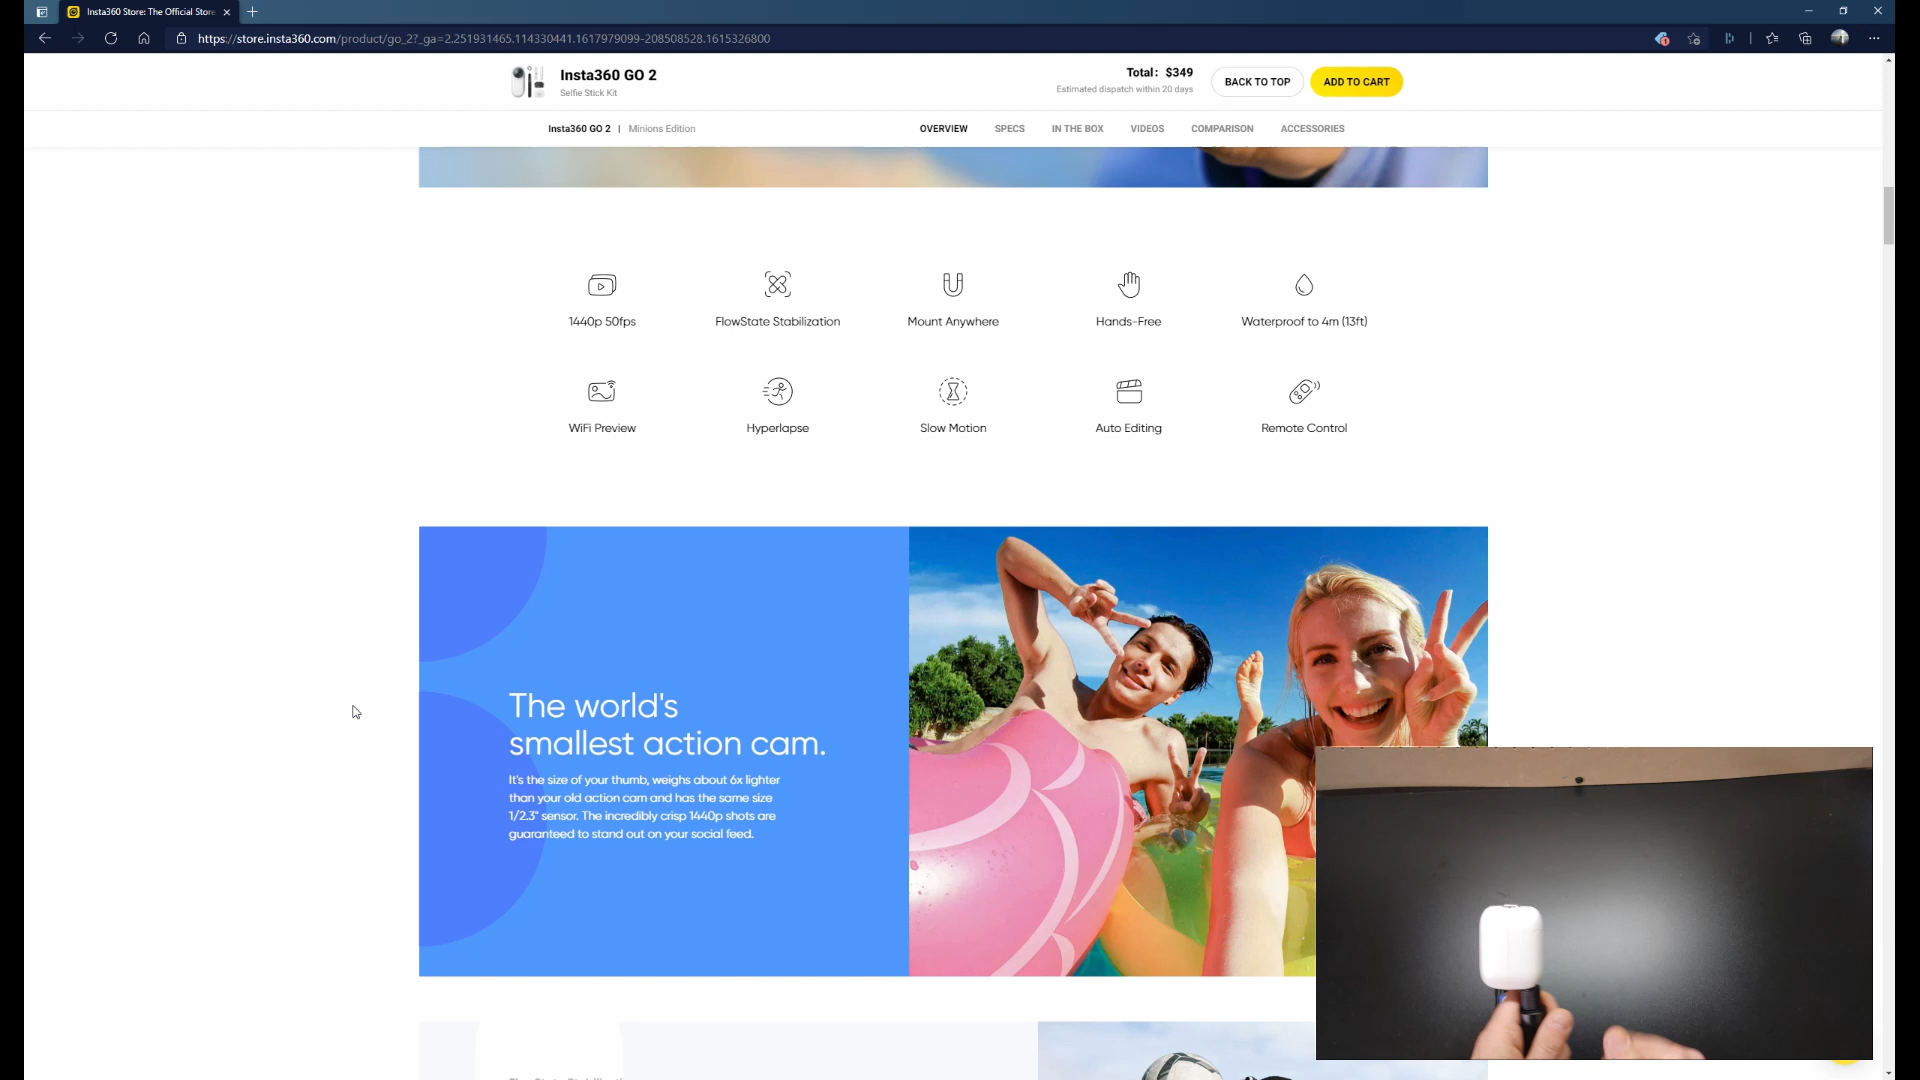 Insta360 Store: The Official Store
https://store.insta360.com/product/go_2?_ga=2.251931465.114330441.1617979099-208508528.1615326800
Insta360 GO 2
Selfie Stick Kit
Total: $349
Estimated dispatch within 20 days
BACK TO TOP
ADD TO CART
Insta360 GO 2 | Minions Edition
OVERVIEW SPECS IN THE BOX VIDEOS COMPARISON ACCESSORIES
1440p 50fps
FlowState Stabilization
Mount Anywhere
Hands-Free
Waterproof to 4m (13ft)
WiFi Preview
Hyperlapse
Slow Motion
Auto Editing
Remote Control
The world's
smallest action cam.
It's the size of your thumb, weighs about 6x lighter
than your old action cam and has the same size
1/2.3" sensor. The incredibly crisp 1440p shots are
guaranteed to stand out on your social feed.